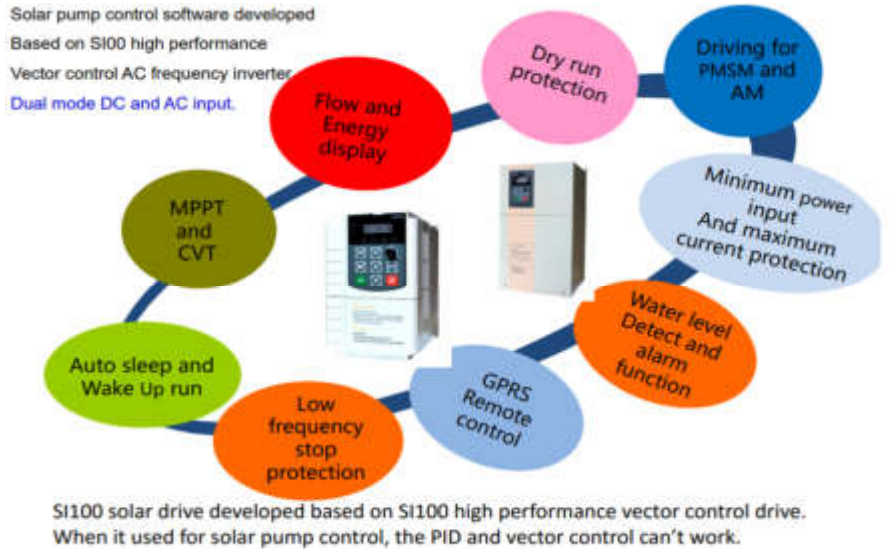 Solar pump control software developed
Based on SI00 high performance
Vector control AC frequency inverter
Dual mode DC and AC input.
Flow and
Energy
display
Dry run
protection
Driving for
PMSM and
AM
MPPT
and
CVT
Minimum power
input
And maximum
current protection
Water level
Detect and
alarm
function
Auto sleep and
Wake Up run
Low
frequency
stop
protection
GPRS
Remote
control
SI100 solar drive developed based on SI100 high performance vector control drive.
When it used for solar pump control, the PID and vector control can't work.